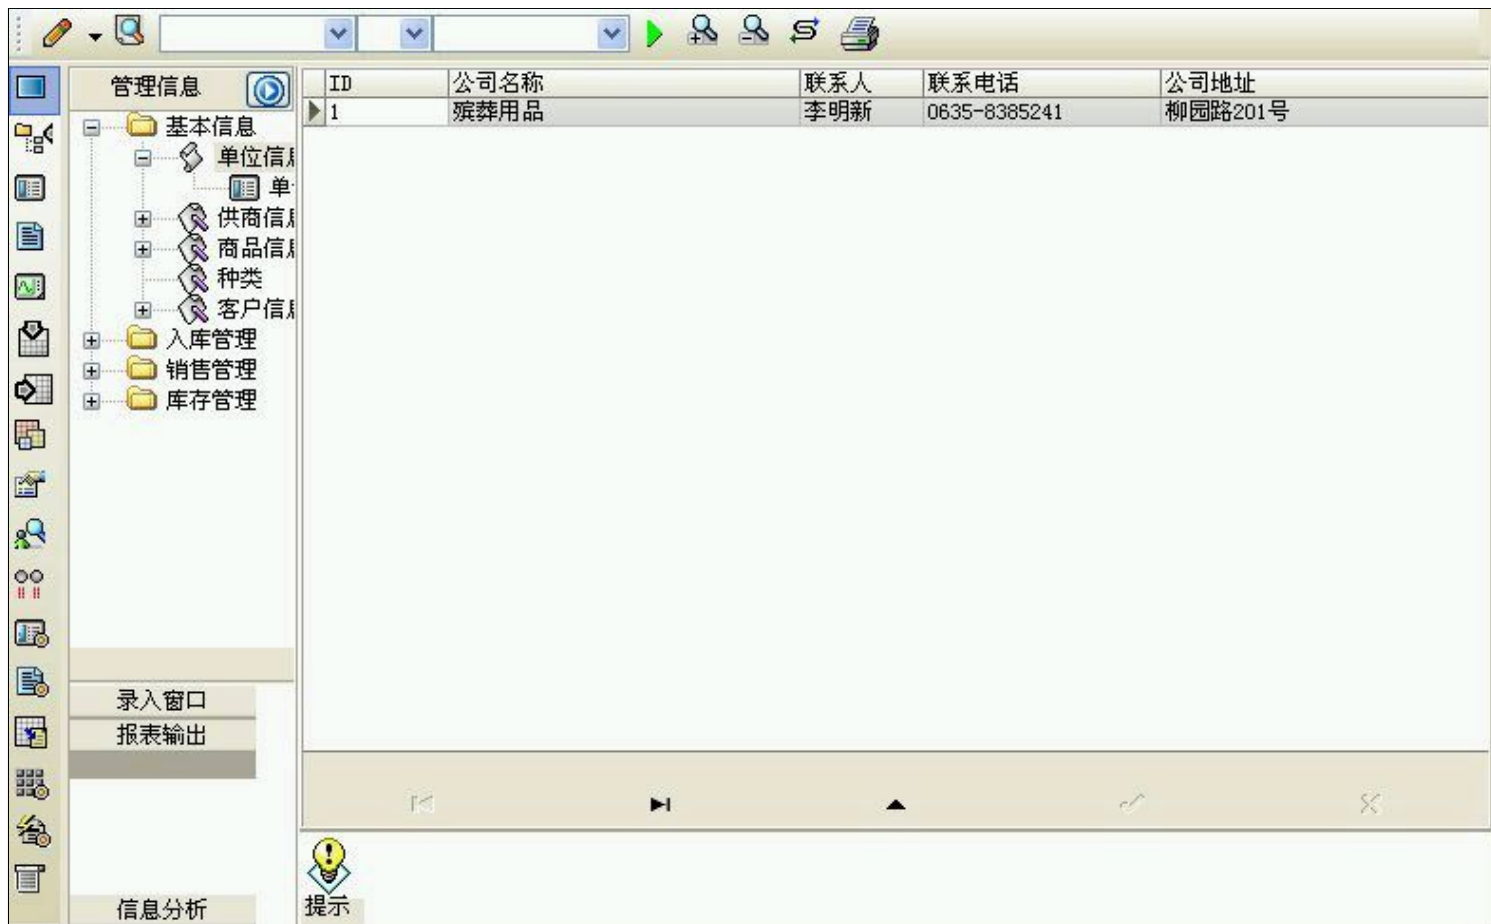 管理信息
基本信息
单位信息
单
供商信息
商品信息
种类
客户信息
入库管理
销售管理
库存管理
录入窗口
报表输出
信息分析
ID 公司名称 联系人 联系电话 公司地址
1 殡葬用品 李明新 0635-8385241 柳园路201号
提示